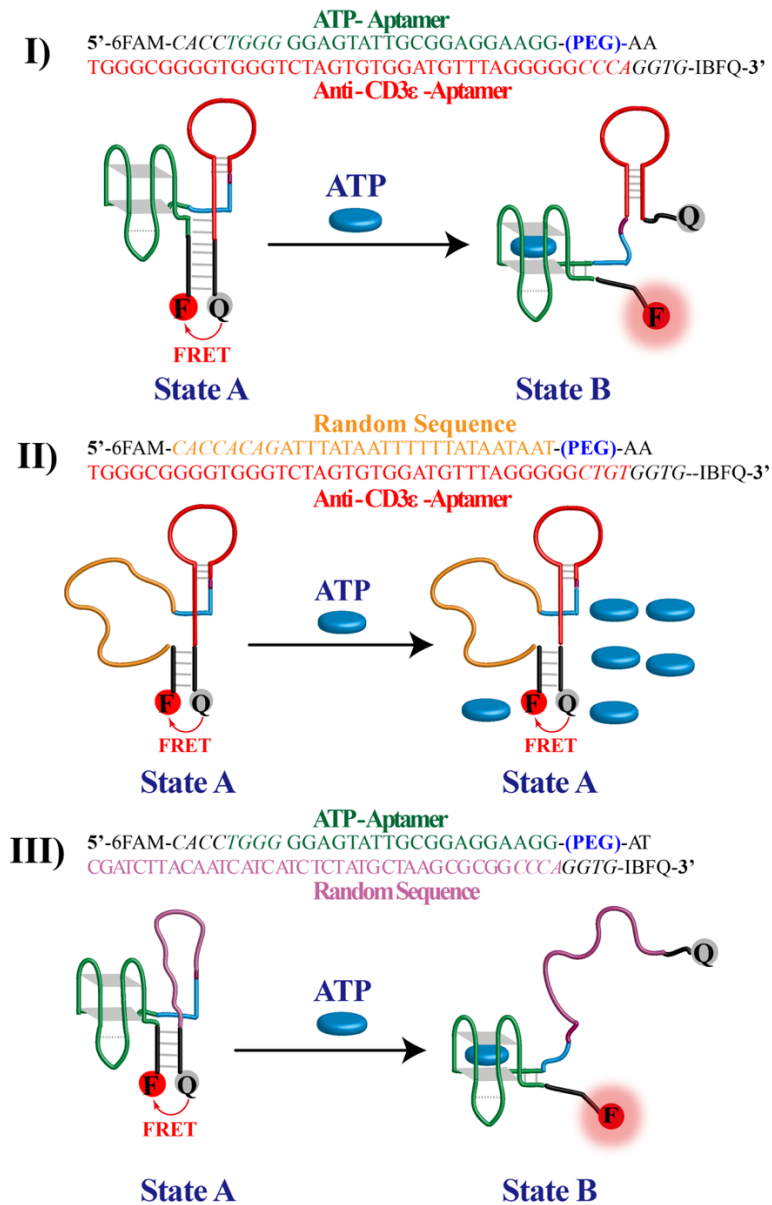 ATP-Aptamer
I)
5’-6FAM-CACCTGGG GGAGTATTGCGGAGGAAGG-(PEG)-AA
TGGGCGGGGTGGGTCTAGTGTGGATGTTTAGGGGGCCCAGGTG-IBFQ-3’
Anti-CD3ε-Aptamer
ATP
F
Q
FRET
State A
Q
F
State B
Random Sequence
II)
5’-6FAM-CACCACAGATTTATAATTTTTTATAATAAT-(PEG)-AA
TGGGCGGGGTGGGTCTAGTGTGGATGTTTAGGGGGCTGTGGTG--IBFQ-3’
Anti-CD3ε-Aptamer
ATP
F
Q
FRET
State A
F
Q
FRET
State A
ATP-Aptamer
III)
5’-6FAM-CACCTGGG GGAGTATTGCGGAGGAAGG-(PEG)-AT
CGATCTTACAATCATCATCTCTATGCTAAGCGCGGCCCAGGTG-IBFQ-3’
Random Sequence
ATP
F
Q
FRET
State A
Q
F
State B